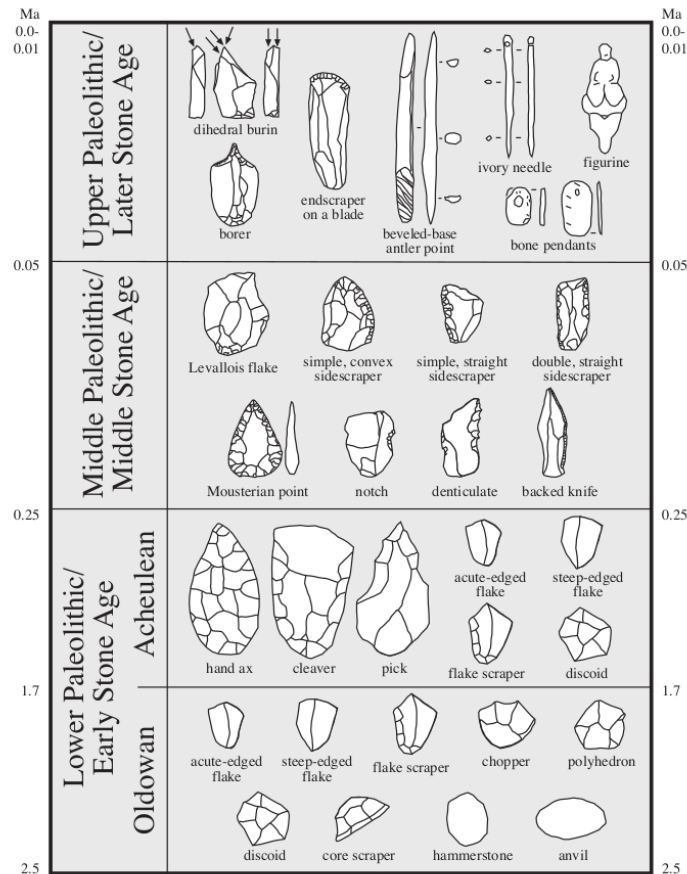 Ma
0.0-
0.01
Ma
0.0-
0.01
Upper Paleolithic/
Later Stone Age
dihedral burin
borer
endscraper
on a blade
beveled-base
antler point
ivory needle
figurine
bone pendants
0.05
0.05
Middle Paleolithic/
Middle Stone Age
Levallois flake
simple, convex
sidescraper
simple, straight
sidescraper
double, straight
sidescraper
Mousterian point
notch
denticulate
backed knife
0.25
0.25
Lower Paleolithic/
Early Stone Age
Acheulean
hand ax
cleaver
pick
acute-edged
flake
steep-edged
flake
flake scraper
discoid
1.7
1.7
Oldowan
acute-edged
flake
steep-edged
flake
flake scraper
chopper
polyhedron
discoid
core scraper
hammerstone
anvil
2.5
2.5